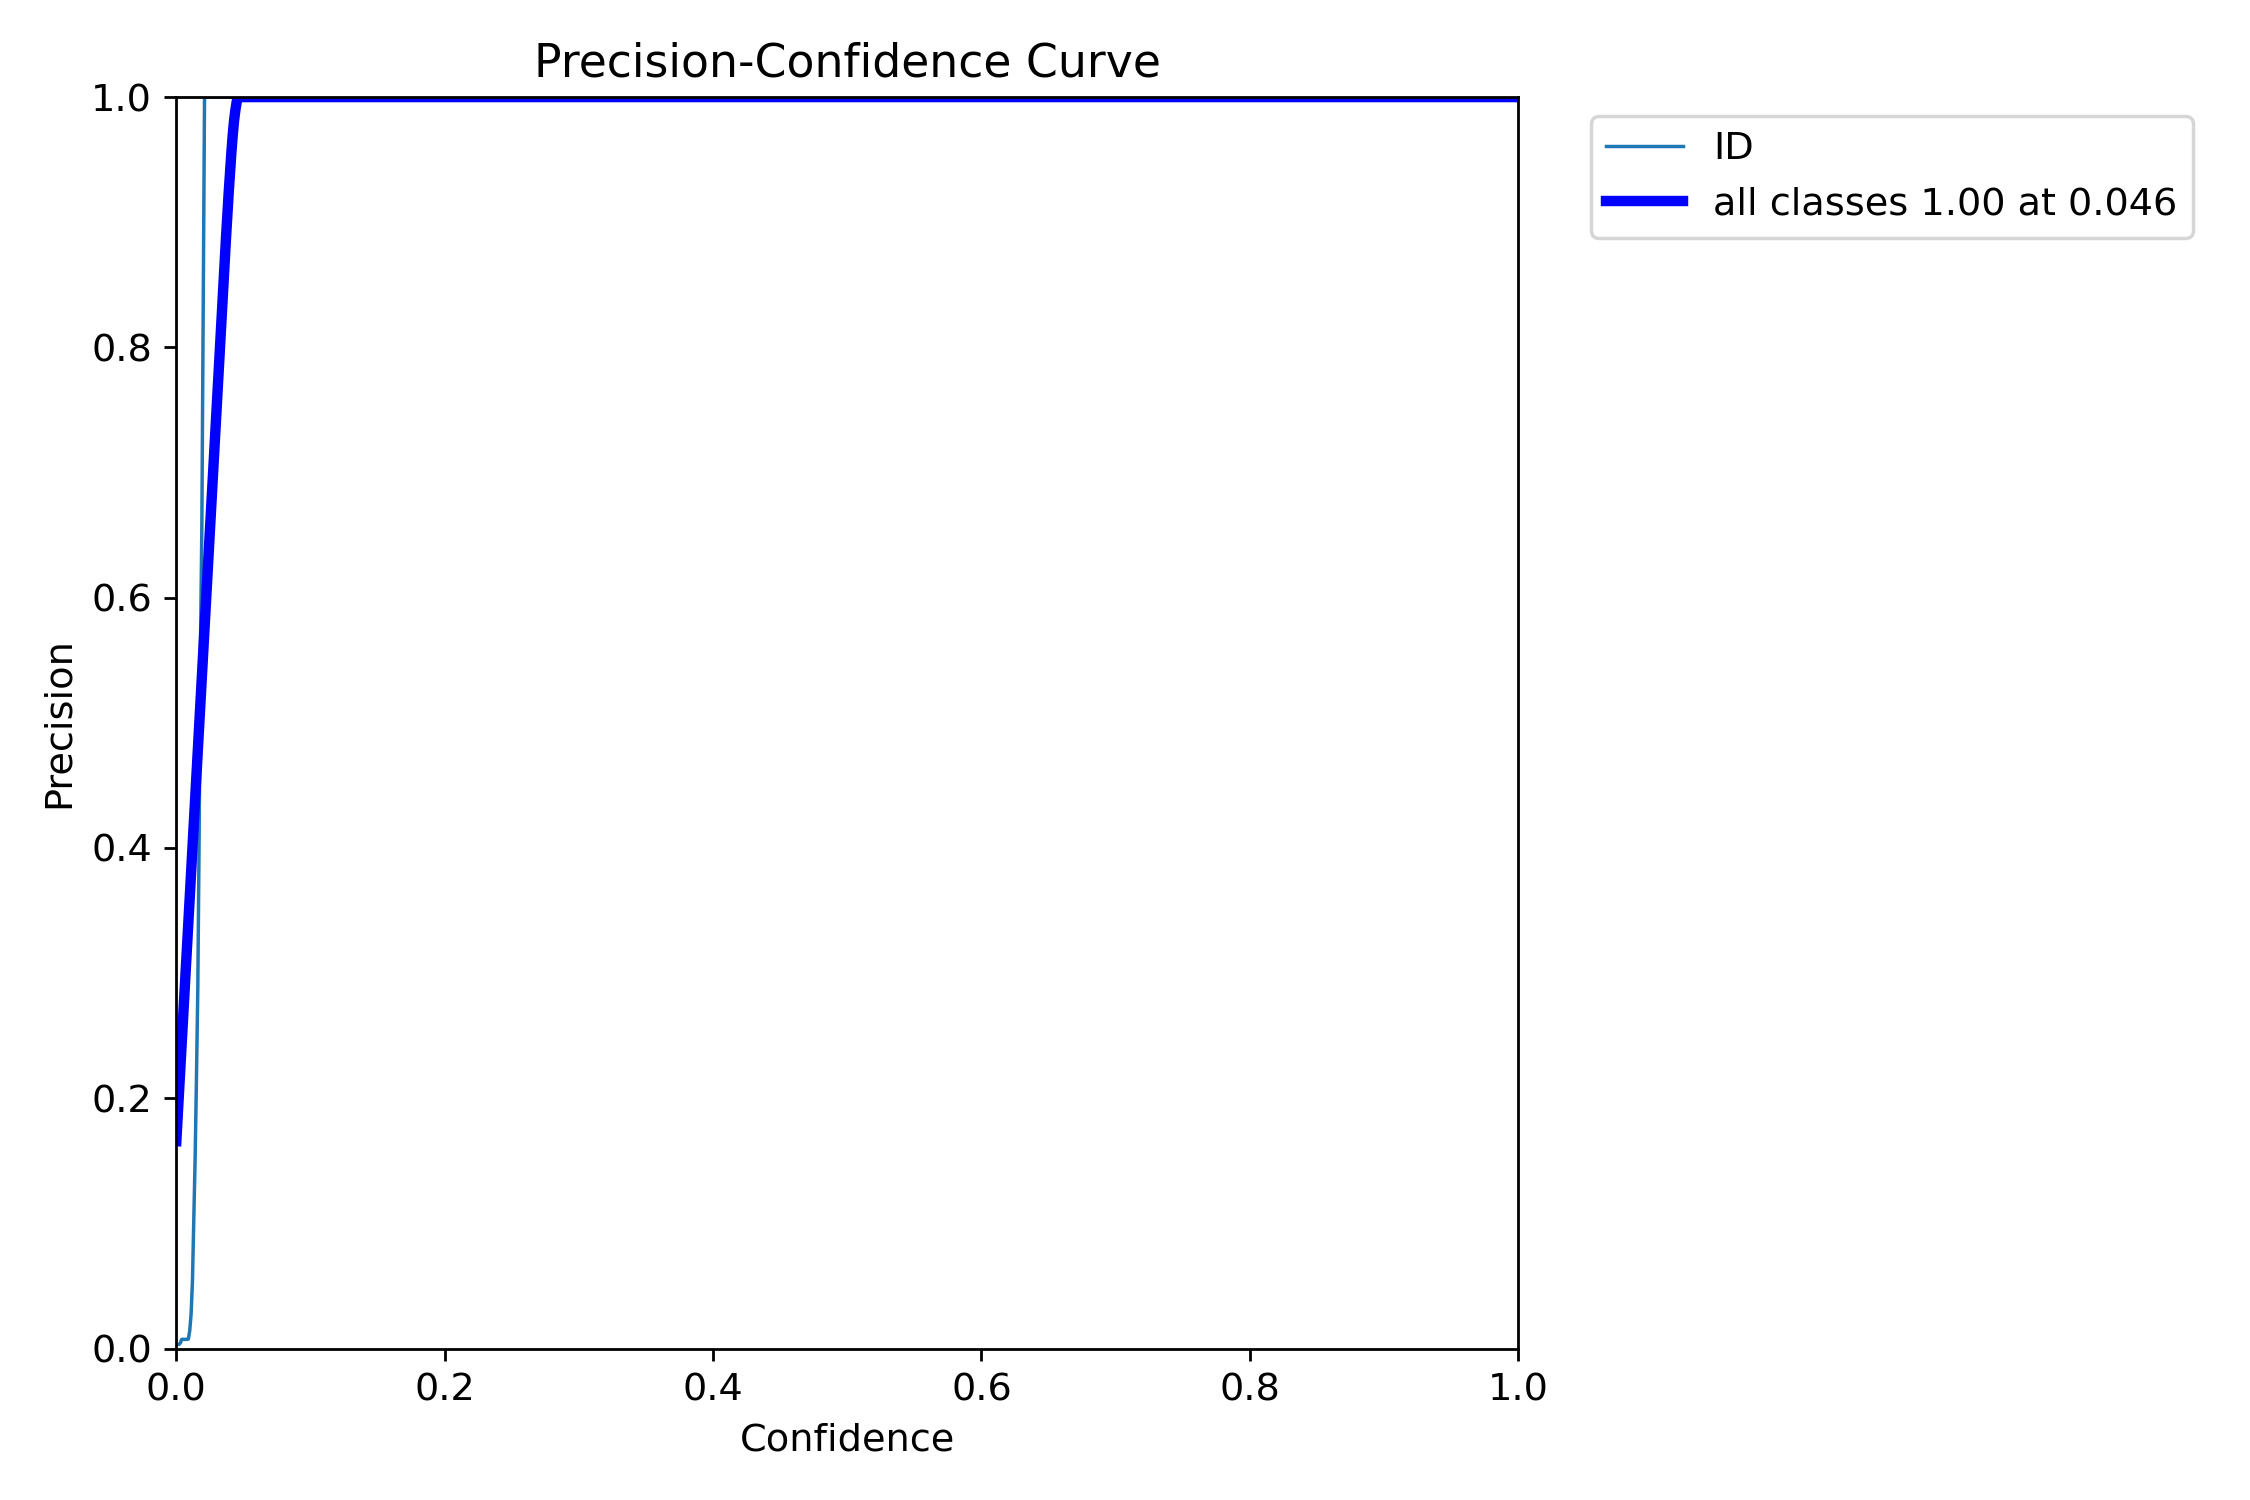 Precision-Confidence Curve
ID
all classes 1.00 at 0.046
Precision
1.0
0.8
0.6
0.4
0.2
0.0
0.0 0.2 0.4 0.6 0.8 1.0
Confidence